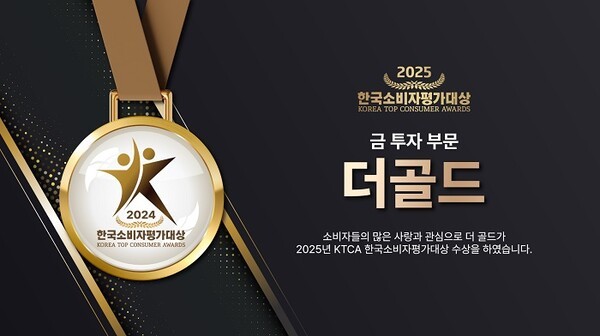 2024
한국소비자평가대상
KOREA TOP CONSUMER AWARDS
2025
한국소비자평가대상
KOREA TOP CONSUMER AWARDS
금 투자 부문
더골드
소비자들의 많은 사랑과 관심으로 더 골드가
2025년 KTCA 한국소비자평가대상 수상을 하였습니다.